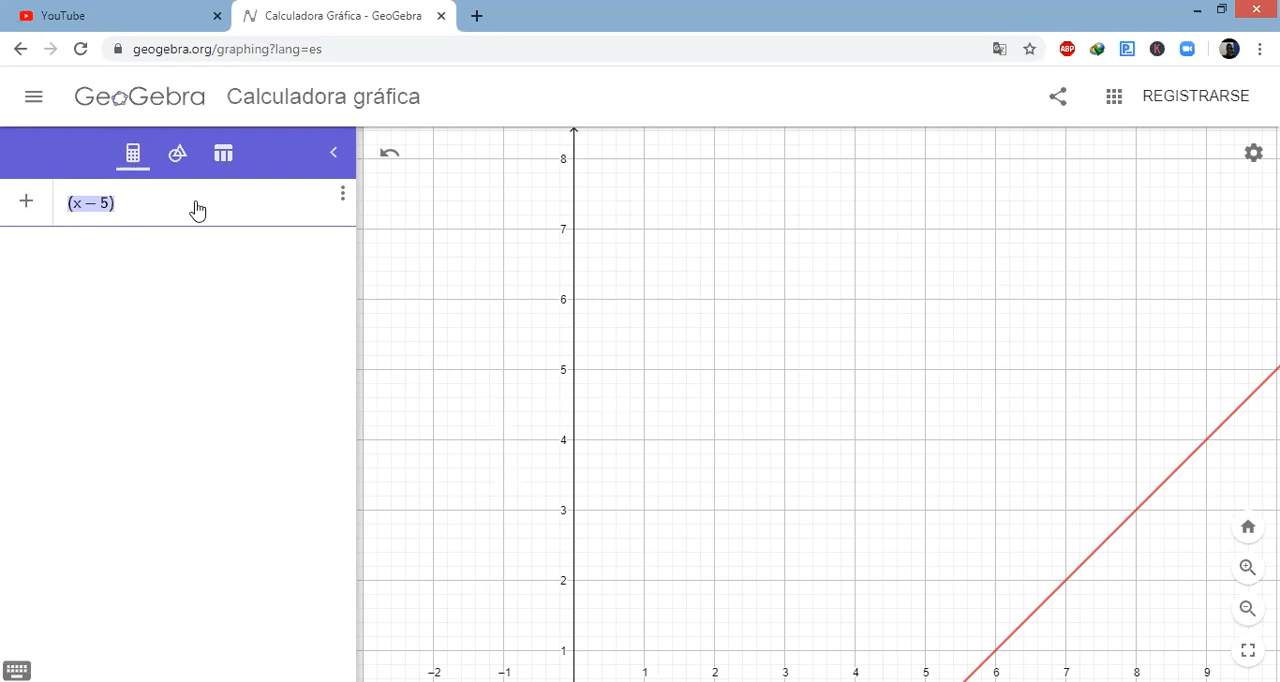 YouTube
Calculadora Gráfica - GeoGebra
geogebra.org/graphing?lang=es
ABP
P
K
GeoGebra Calculadora gráfica
REGISTRARSE
+
(x – 5)
8
7
6
5
4
3
2
1
–2 –1 1 2 3 4 5 6 7 8 9